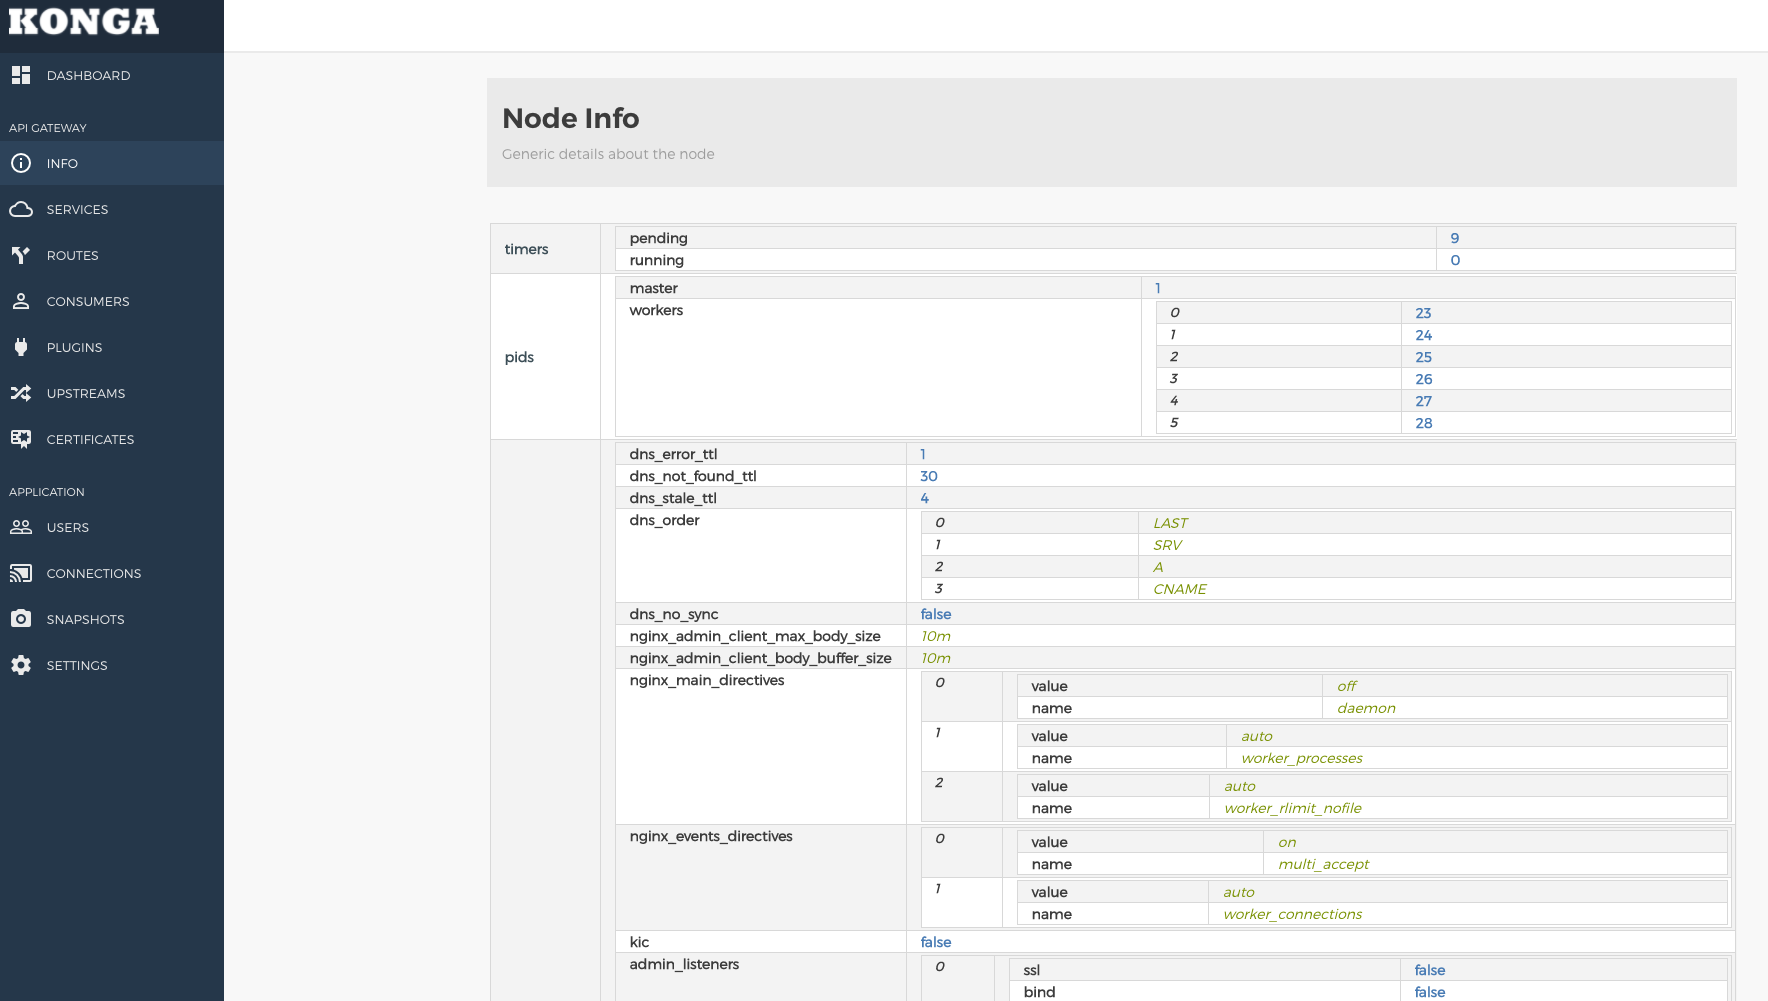 KONGA
DASHBOARD
API GATEWAY
INFO
SERVICES
ROUTES
CONSUMERS
PLUGINS
UPSTREAMS
CERTIFICATES
APPLICATION
USERS
CONNECTIONS
SNAPSHOTS
SETTINGS
Node Info
Generic details about the node
timers
pending 9
running 0
pids
master 1
workers
0 23
1 24
2 25
3 26
4 27
5 28
dns_error_ttl 1
dns_not_found_ttl 30
dns_stale_ttl 4
dns_order
0 LAST
1 SRV
2 A
3 CNAME
dns_no_sync false
nginx_admin_client_max_body_size 10m
nginx_admin_client_body_buffer_size 10m
nginx_main_directives
0
value off
name daemon
1
value auto
name worker_processes
2
value auto
name worker_rlimit_nofile
nginx_events_directives
0
value on
name multi_accept
1
value auto
name worker_connections
kic false
admin_listeners
0
ssl false
bind false